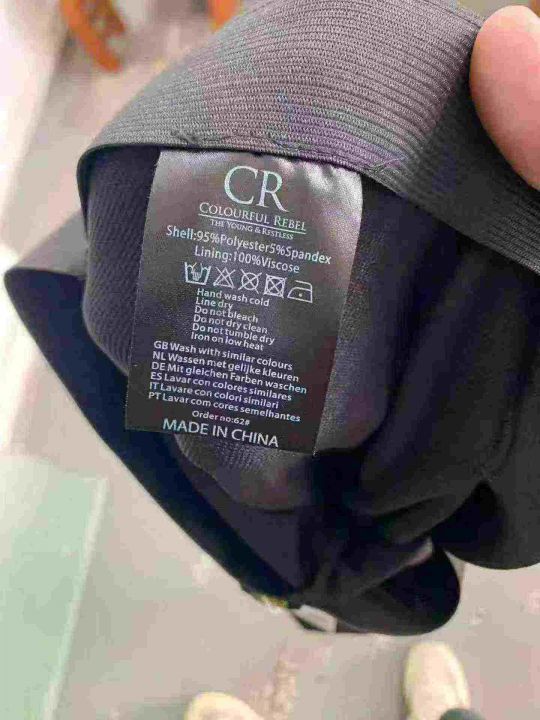 CR
COLOURFUL REBEL
THE YOUNG & RESTLESS
Shell:95%Polyester5%Spandex
Lining:100%Viscose
Hand wash cold
Line dry
Do not bleach
Do not dry clean
Do not tumble dry
Iron on low heat
GB Wash with similar colours
NL Wassen met gelijke kleuren
DE Mit gleichen Farben waschen
ES Lavar con colores similares
IT Lavare con colori similari
PT Lavar com cores semelhantes
Order no:62#
MADE IN CHINA